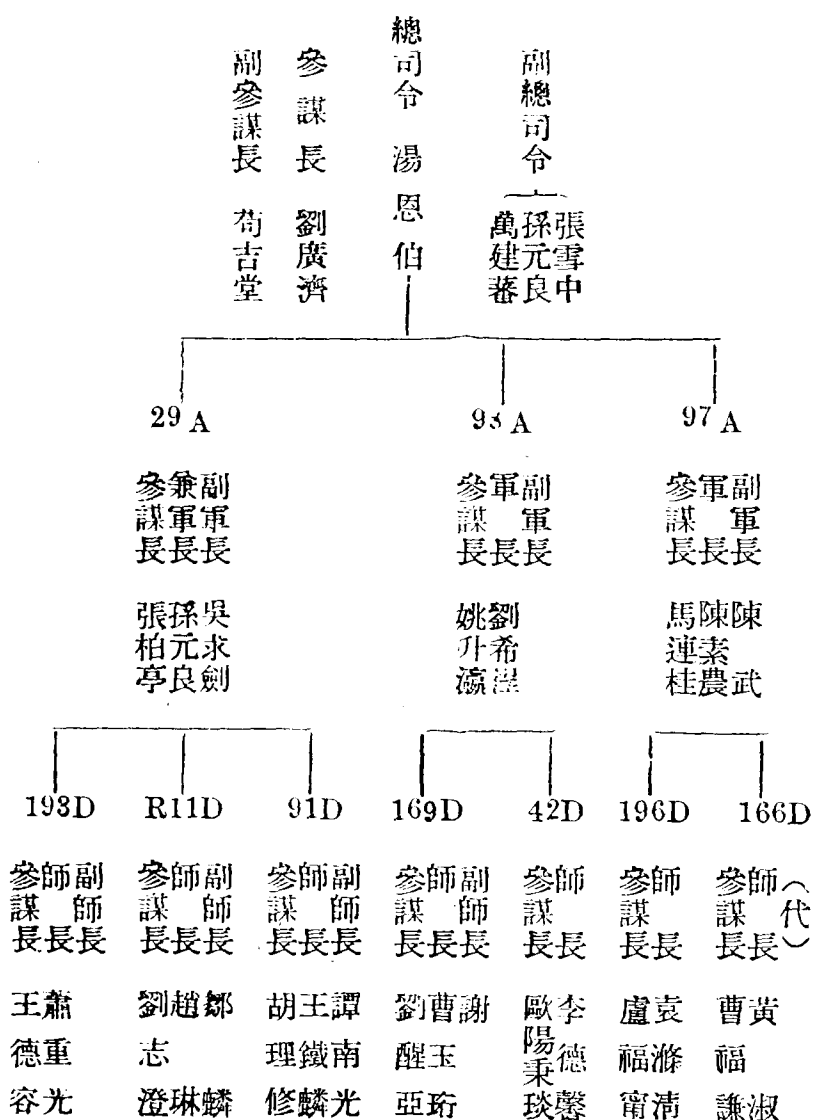 副總司令 張雪中
孫元良
萬建蕃
總司令 湯恩伯
參謀長 劉廣濟
副參謀長 苟吉堂
97A
副軍長 陳武
軍長 陳素農
參謀長 馬連桂
A
副軍長
軍長 劉希
參謀長 姚升瀛
29A
副軍長 吳求劍
兼軍長 孫元良
參謀長 張柏亭
166D
（代）
師長 黃淑
參謀長 曹福謙
196D
師長 袁滌清
參謀長 盧福甯
42D
師長 李德馨
參謀長 歐陽秉琰
169D
副師長 謝
師長 曹玉珩
參謀長 劉醒亞
91D
副師長 譚南光
師長 王鐵麟
參謀長 胡理修
R11D
副師長 鄒麟
師長 趙琳
參謀長 劉志澄
193D
副師長
師長 蕭重光
參謀長 王德容